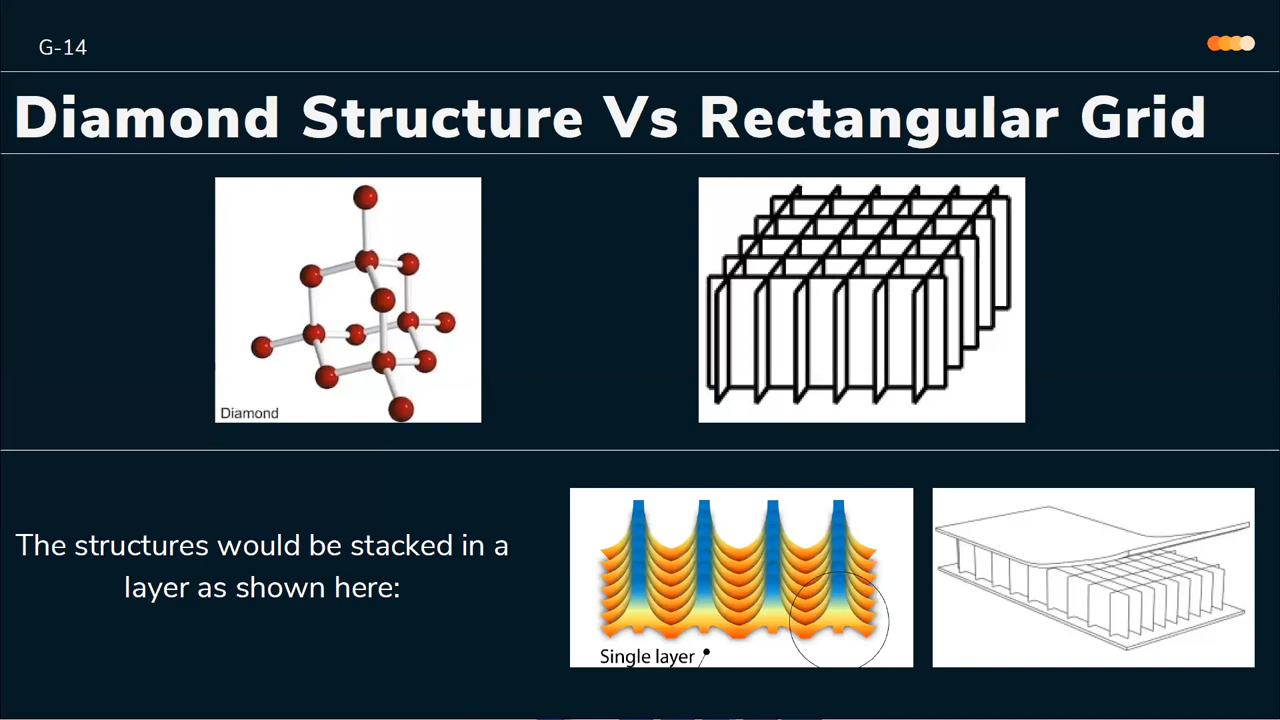 G-14
Diamond Structure Vs Rectangular Grid
Diamond
The structures would be stacked in a
layer as shown here:
Single layer